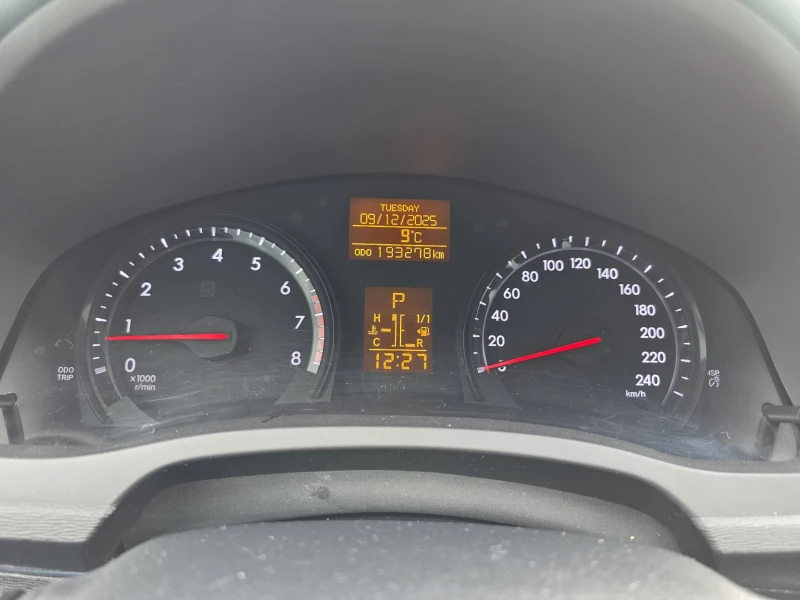 TUESDAY
09/12/2025
9°C
ODO 193278km
P
H 1/1
C R
12:27
0 1 2 3 4 5 6 7 8
x1000
r/min
ODO
TRIP
20 40 60 80 100 120 140 160 180 200 220 240
km/h